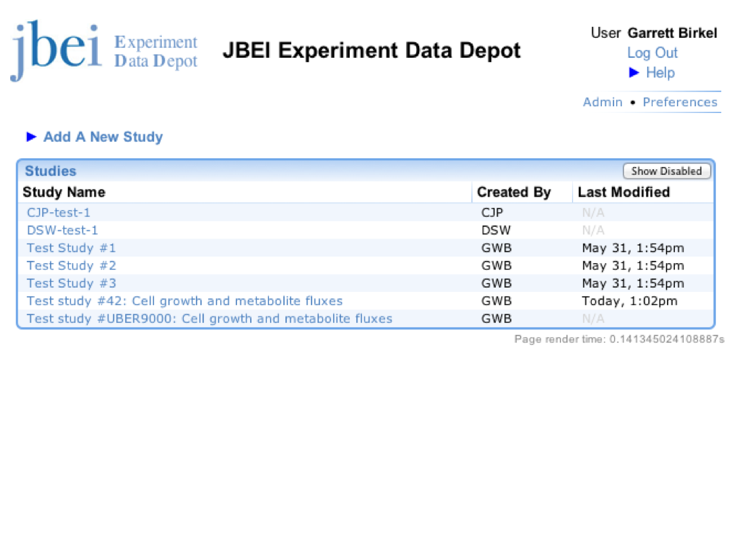 jbei Experiment Data Depot
JBEI Experiment Data Depot
User Garrett Birkel
Log Out
► Help
Admin • Preferences
► Add A New Study
Studies Show Disabled
Study Name Created By Last Modified
CJP-test-1 CJP N/A
DSW-test-1 DSW N/A
Test Study #1 GWB May 31, 1:54pm
Test Study #2 GWB May 31, 1:54pm
Test Study #3 GWB May 31, 1:54pm
Test study #42: Cell growth and metabolite fluxes GWB Today, 1:02pm
Test study #UBER9000: Cell growth and metabolite fluxes GWB N/A
Page render time: 0.141345024108887s